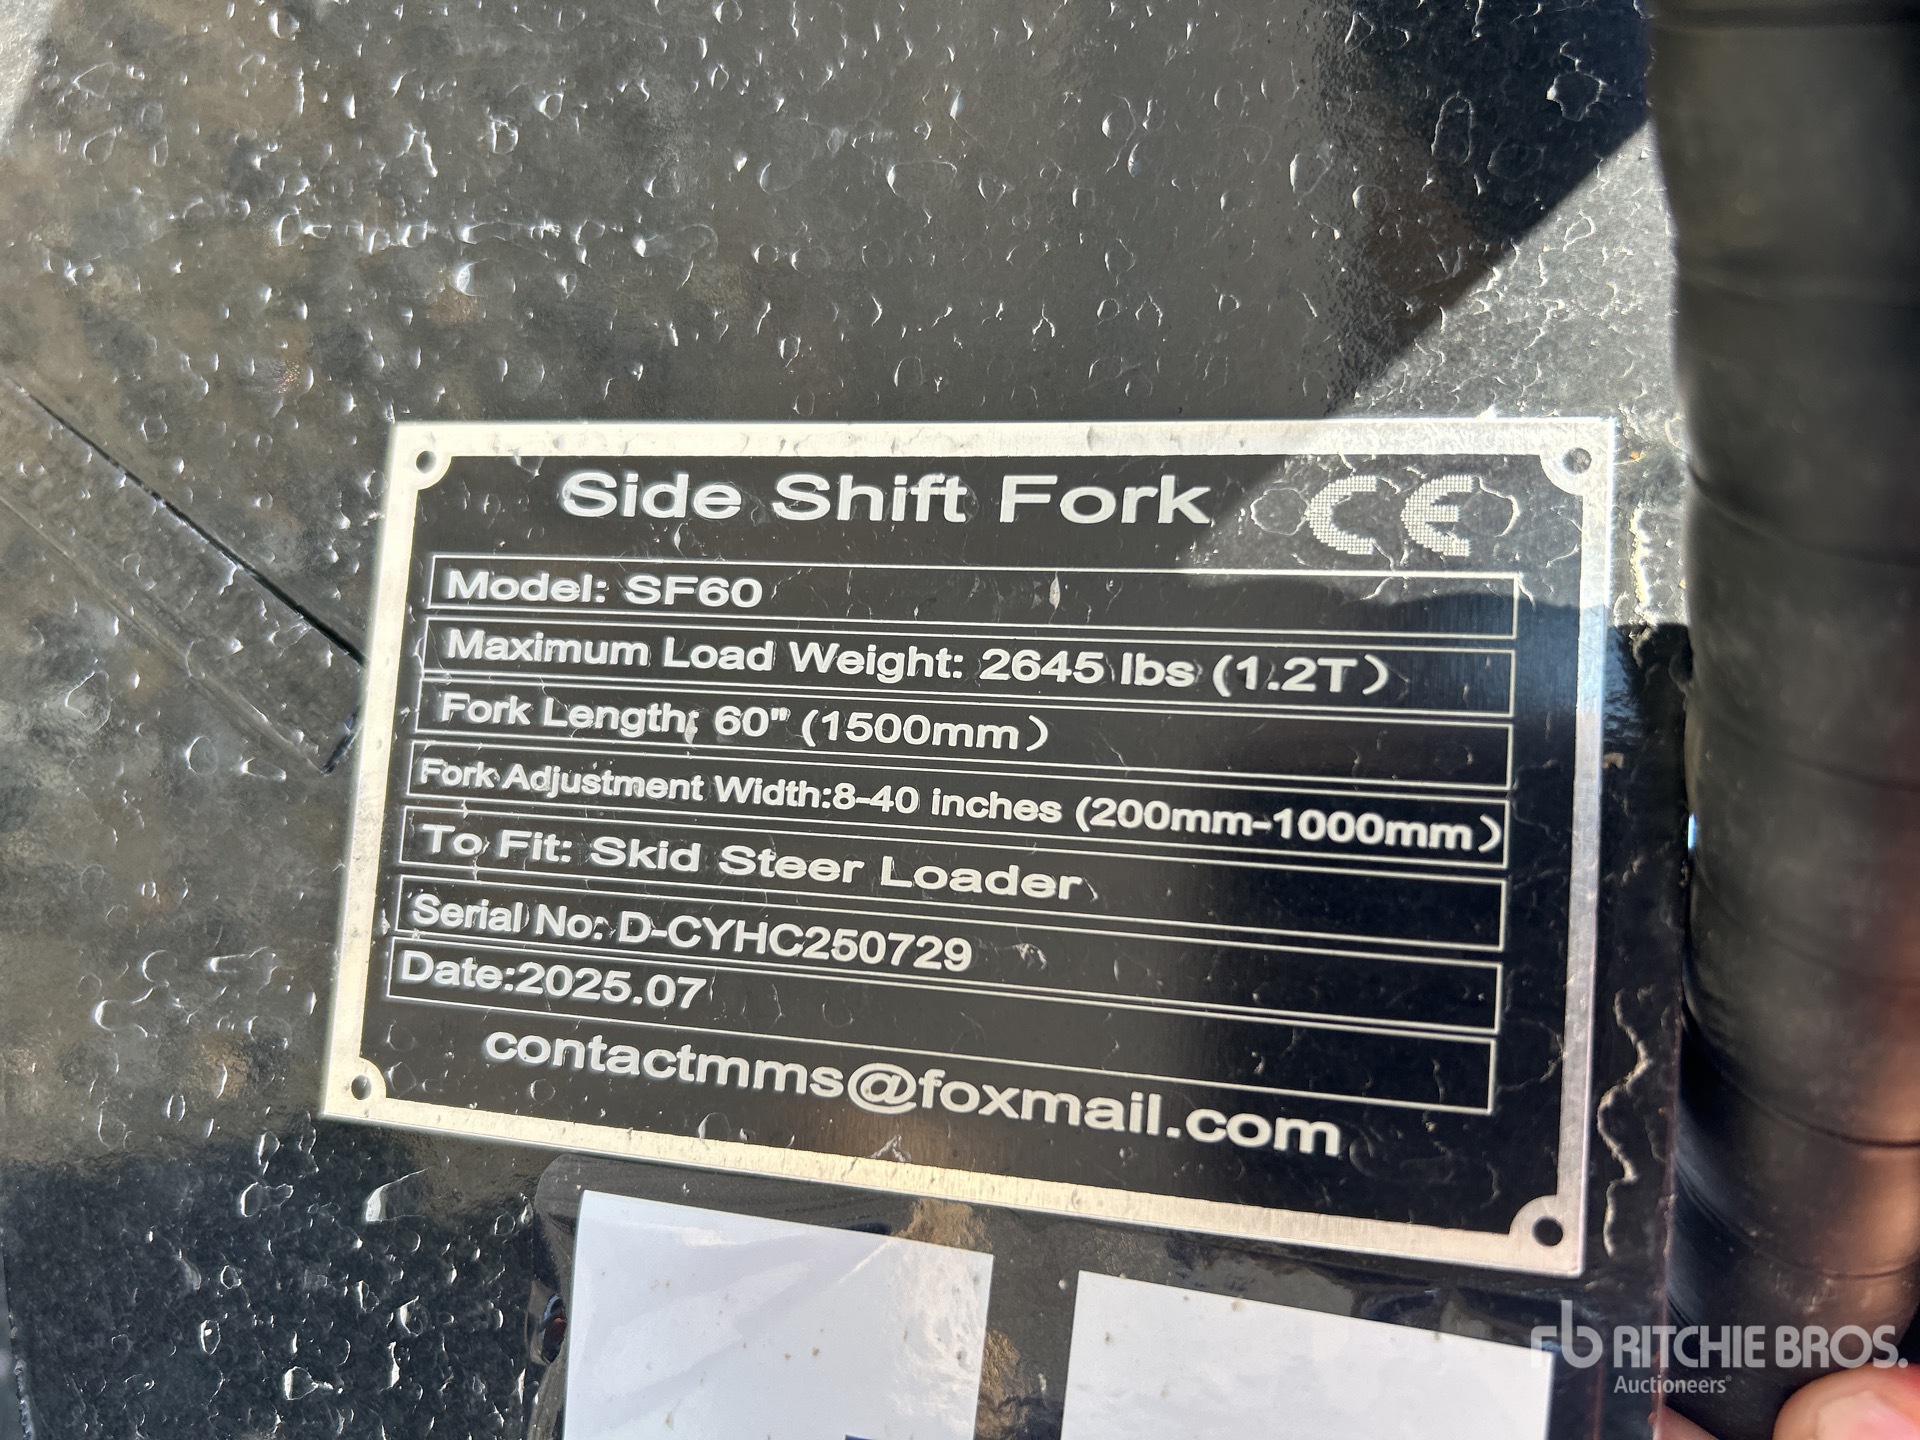 Side Shift Fork CE
Model: SF60
Maximum Load Weight: 2645 lbs (1.2T)
Fork Length: 60" (1500mm)
Fork Adjustment Width:8-40 inches (200mm-1000mm)
To Fit: Skid Steer Loader
Serial No: D-CYHC250729
Date:2025.07
contactmms@foxmail.com
rb RITCHIE BROS.
Auctioneers